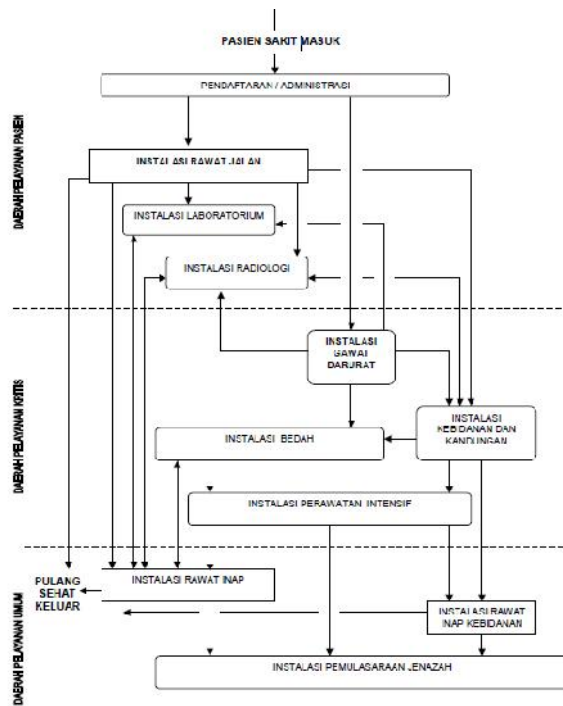 PASIEN SAKIT MASUK
PENDAFTARAN / ADMINISTRASI
DAERAH PELAYANAN PASIEN
INSTALASI RAWAT JALAN
INSTALASI LABORATORIUM
INSTALASI RADIOLOGI
DAERAH PELAYANAN KRITIS
INSTALASI
GAWAT
DARURAT
INSTALASI
KEBIDANAN DAN
KANDUNGAN
INSTALASI BEDAH
INSTALASI PERAWATAN INTENSIF
DAERAH PELAYANAN UMUM
PULANG
SEHAT
KELUAR
INSTALASI RAWAT INAP
INSTALASI RAWAT
INAP KEBIDANAN
INSTALASI PEMULASARAAN JENAZAH